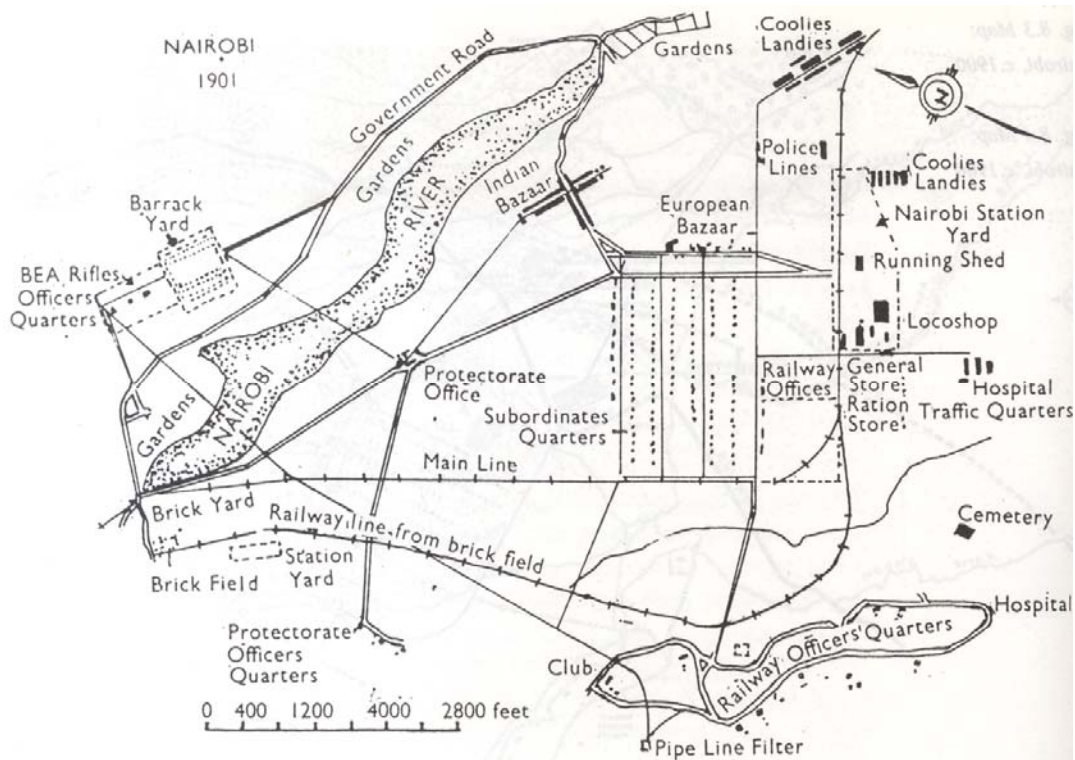 NAIROBI
1901
Government Road
Gardens
Coolies
Landies
g. 8.3 Map:
N
Gardens
RIVER
NAIROBI
Indian
Bazaar
Police
Lines
Coolies
Landies
Barrack
Yard
European
Bazaar
Nairobi Station
Yard
BEA Rifles
Officers
Quarters
Running Shed
Locoshop
Protectorate
Office
Railway
Offices
General
Store
Ration
Store
Hospital
Traffic Quarters
Gardens
Subordinates
Quarters
Main Line
Brick Yard
Railway line from brick field
Cemetery
Brick Field
Station
Yard
Hospital
Protectorate
Officers
Quarters
Club
Railway Officers' Quarters
0 400 1200 4000 2800 feet
Pipe Line Filter